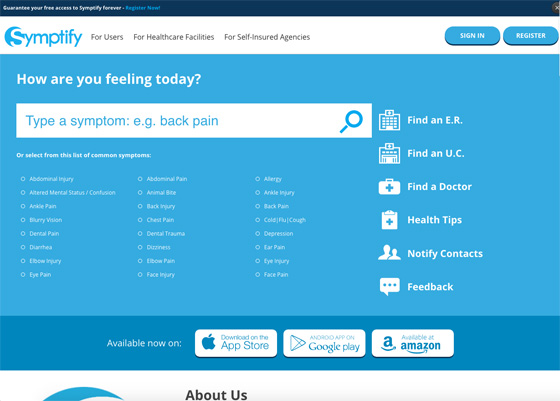 Guarantee your free access to Symptify forever - Register Now!
Symptify
For Users
For Healthcare Facilities
For Self-Insured Agencies
SIGN IN
REGISTER
How are you feeling today?
Type a symptom: e.g. back pain
Or select from this list of common symptoms:
Abdominal Injury
Abdominal Pain
Allergy
Altered Mental Status / Confusion
Animal Bite
Ankle Injury
Ankle Pain
Back Injury
Back Pain
Blurry Vision
Chest Pain
Cold|Flu|Cough
Dental Pain
Dental Trauma
Depression
Diarrhea
Dizziness
Ear Pain
Elbow Injury
Elbow Pain
Eye Injury
Eye Pain
Face Injury
Face Pain
Find an E.R.
Find an U.C.
Find a Doctor
Health Tips
Notify Contacts
Feedback
Available now on:
Download on the
App Store
ANDROID APP ON
Google play
Available at
amazon
About Us